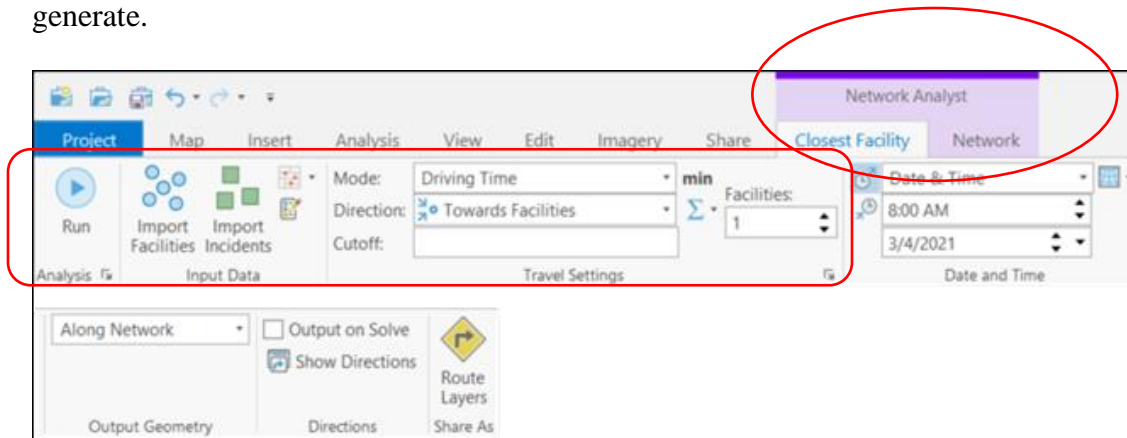 generate.
Network Analyst
Project Map Insert Analysis View Edit Imagery Share Closest Facility Network
Run
Import Facilities
Import Incidents
Mode: Driving Time
Direction: Towards Facilities
Cutoff:
min
Facilities:
1
Date & Time
8:00 AM
3/4/2021
Analysis Input Data Travel Settings Date and Time
Along Network
Output on Solve
Show Directions
Route
Layers
Output Geometry Directions Share As